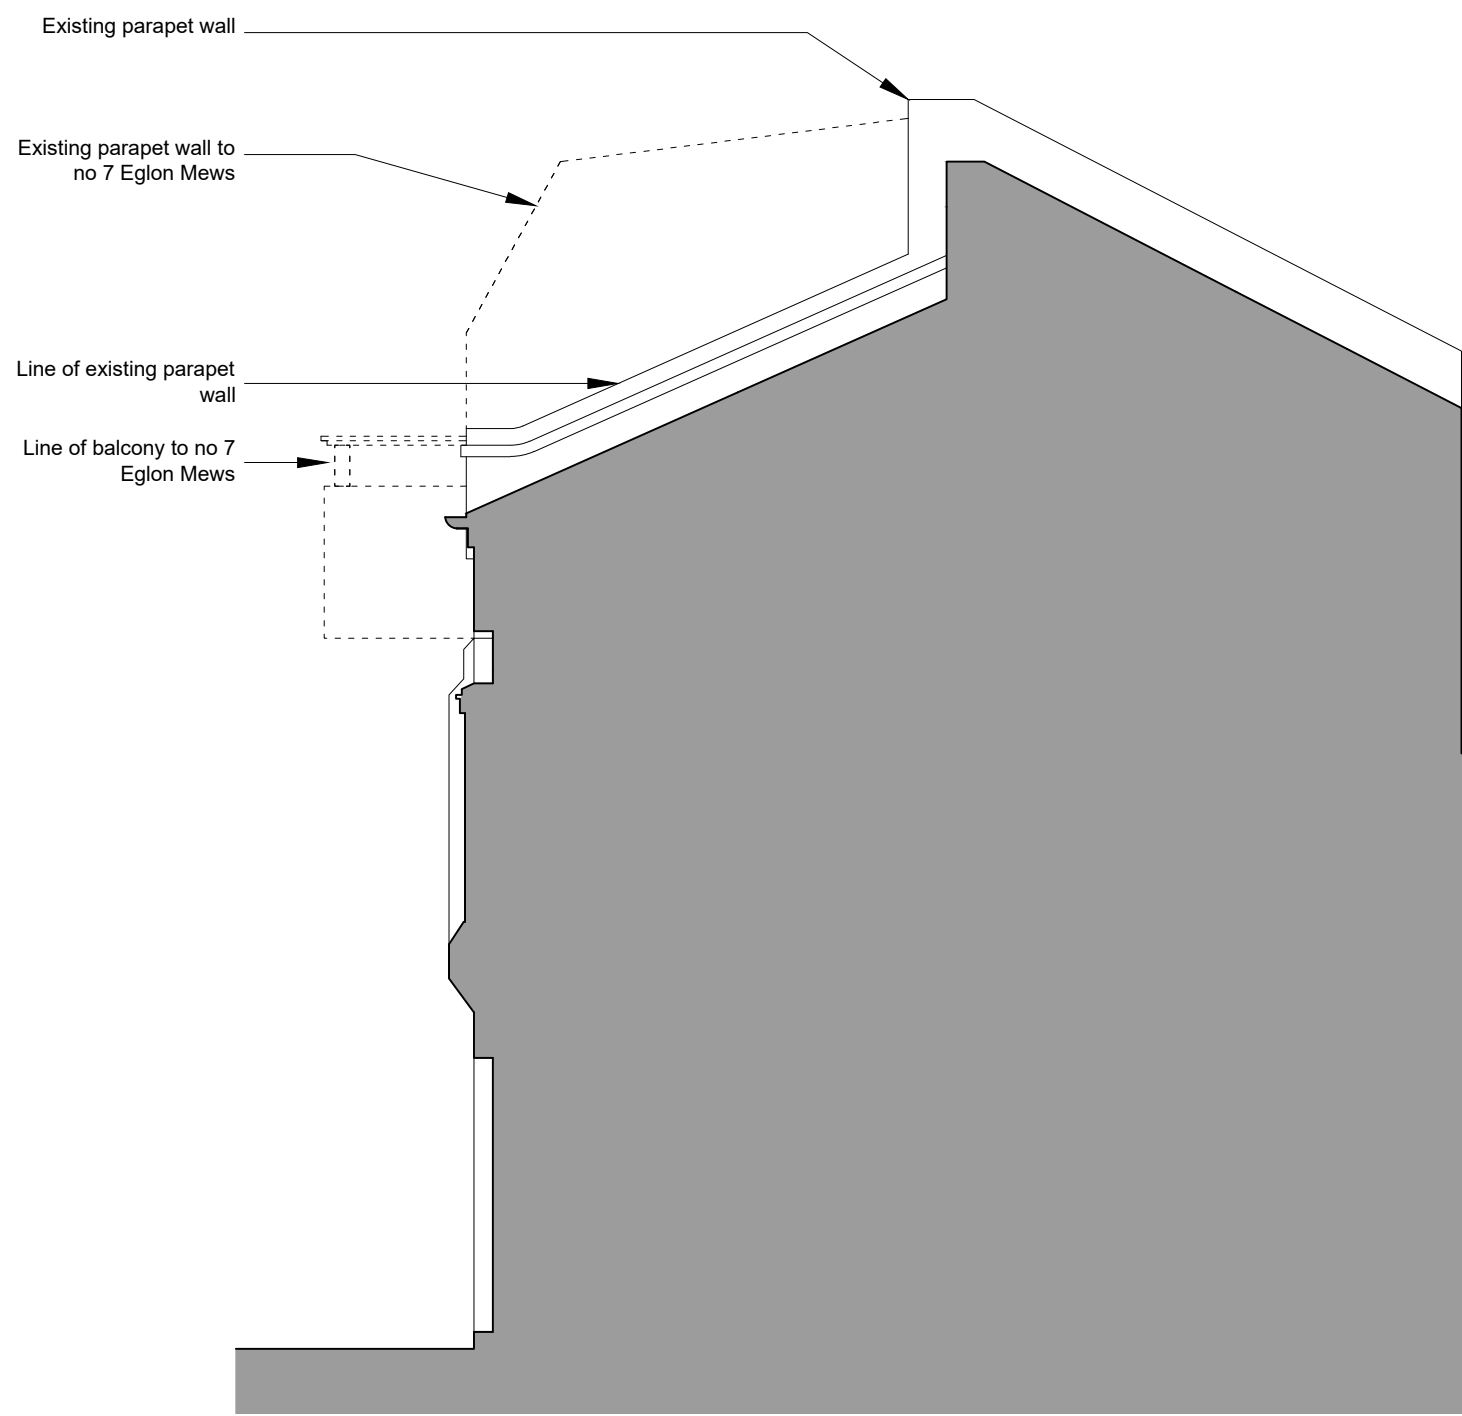 Existing parapet wall
Existing parapet wall to
no 7 Eglon Mews
Line of existing parapet
wall
Line of balcony to no 7
Eglon Mews